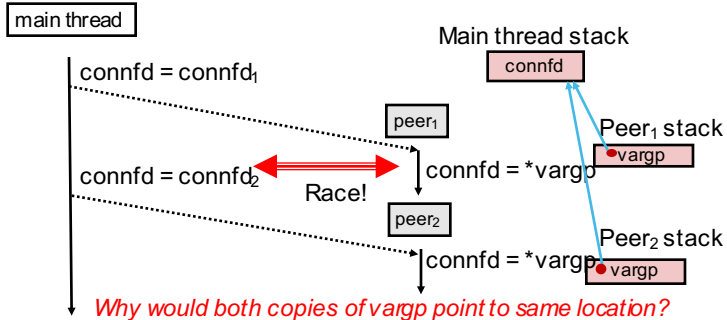 main thread
Main thread stack
connfd
connfd = connfd₁
peer₁
Peer₁ stack
vargp
connfd = *vargp
connfd = connfd₂
Race!
peer₂
Peer₂ stack
connfd = *vargp
vargp
Why would both copies of vargp point to same location?